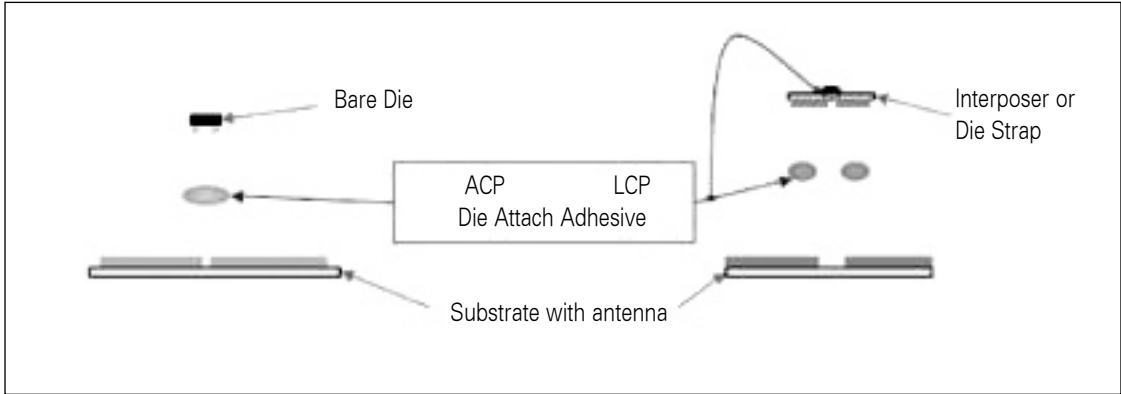 Bare Die
Interposer or
Die Strap
ACP LCP
Die Attach Adhesive
Substrate with antenna